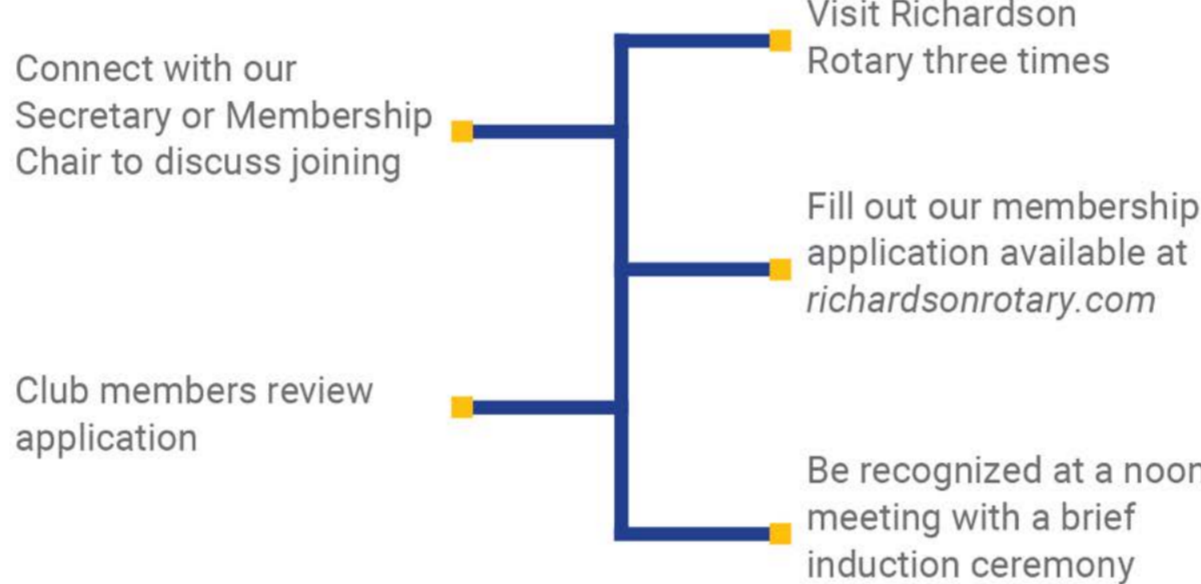 Visit Richardson
Rotary three times
Connect with our
Secretary or Membership
Chair to discuss joining
Fill out our membership
application available at
richardsonrotary.com
Club members review
application
Be recognized at a noon
meeting with a brief
induction ceremony